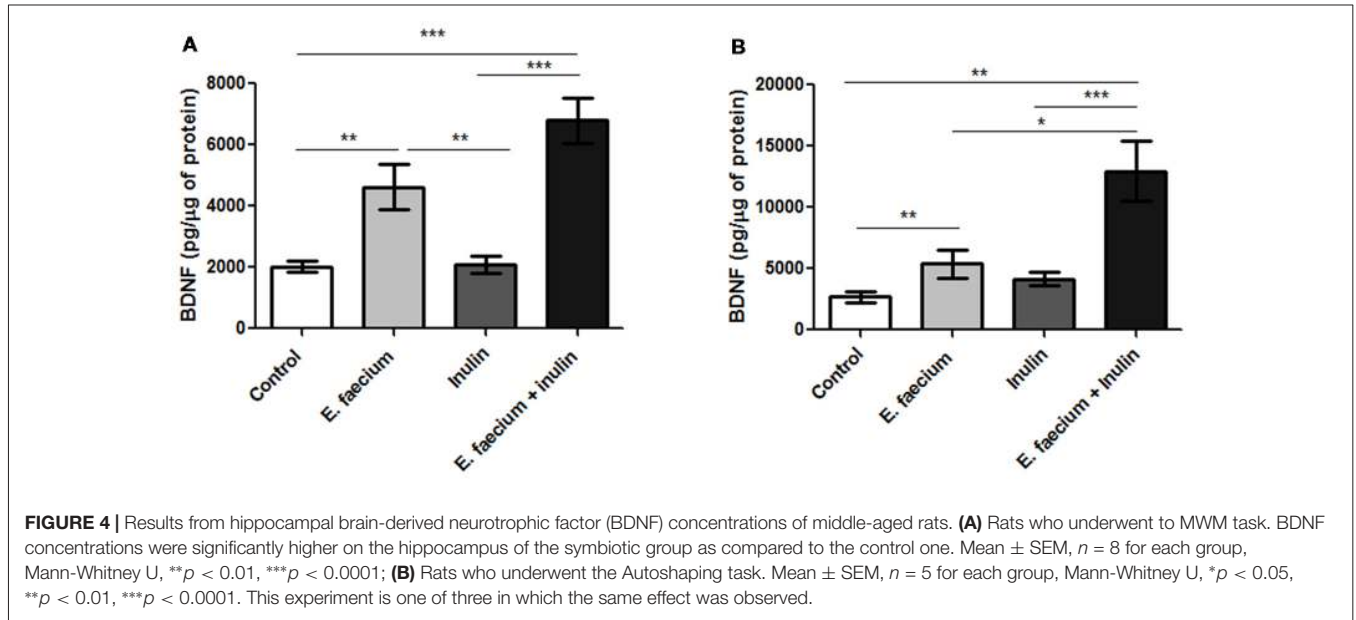 A
***
***
**
**
8000
6000
4000
2000
0
BDNF (pg/µg of protein)
Control
E. faecium
Inulin
E. faecium + inulin
B
**
***
*
**
20000
15000
10000
5000
0
BDNF (pg/µg of protein)
Control
E. faecium
Inulin
E. faecium + Inulin
FIGURE 4 | Results from hippocampal brain-derived neurotrophic factor (BDNF) concentrations of middle-aged rats. (A) Rats who underwent to MWM task. BDNF
concentrations were significantly higher on the hippocampus of the symbiotic group as compared to the control one. Mean ± SEM, n = 8 for each group,
Mann-Whitney U, **p < 0.01, ***p < 0.0001; (B) Rats who underwent the Autoshaping task. Mean ± SEM, n = 5 for each group, Mann-Whitney U, *p < 0.05,
**p < 0.01, ***p < 0.0001. This experiment is one of three in which the same effect was observed.